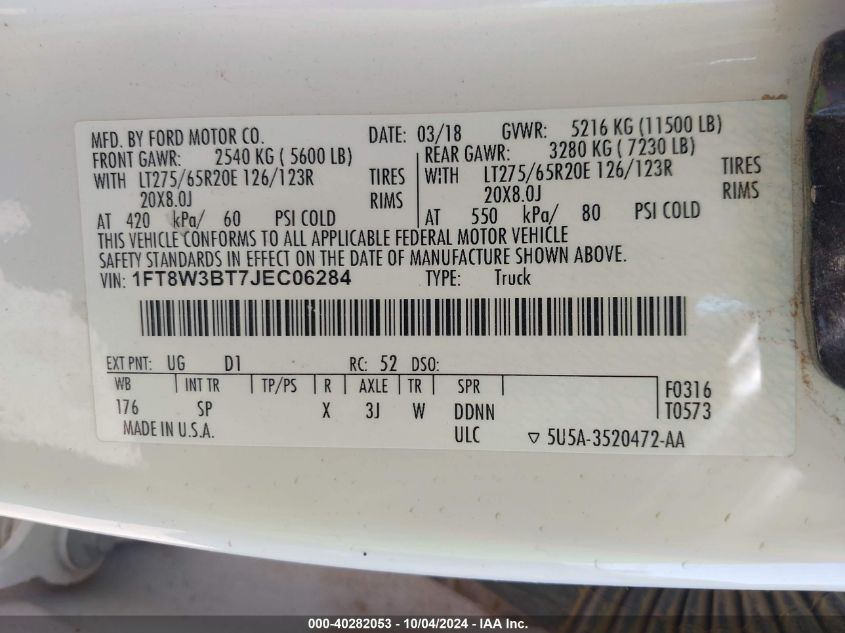 MFD. BY FORD MOTOR CO. DATE: 03/18 GVWR: 5216 KG (11500 LB)
FRONT GAWR: 2540 KG ( 5600 LB) REAR GAWR: 3280 KG ( 7230 LB)
WITH LT275/65R20E 126/123R TIRES WITH LT275/65R20E 126/123R TIRES
20X8.0J RIMS 20X8.0J RIMS
AT 420 kPa/ 60 PSI COLD AT 550 kPa/ 80 PSI COLD
THIS VEHICLE CONFORMS TO ALL APPLICABLE FEDERAL MOTOR VEHICLE
SAFETY STANDARDS IN EFFECT ON THE DATE OF MANUFACTURE SHOWN ABOVE.
VIN: 1FT8W3BT7JEC06284 TYPE: Truck
EXT PNT: UG D1 RC: 52 DSO:
WB INT TR TP/PS R AXLE TR SPR F0316
176 SP X 3J W DDNN T0573
MADE IN U.S.A. ULC ▽ 5U5A-3520472-AA
000-40282053 - 10/04/2024 - IAA Inc.